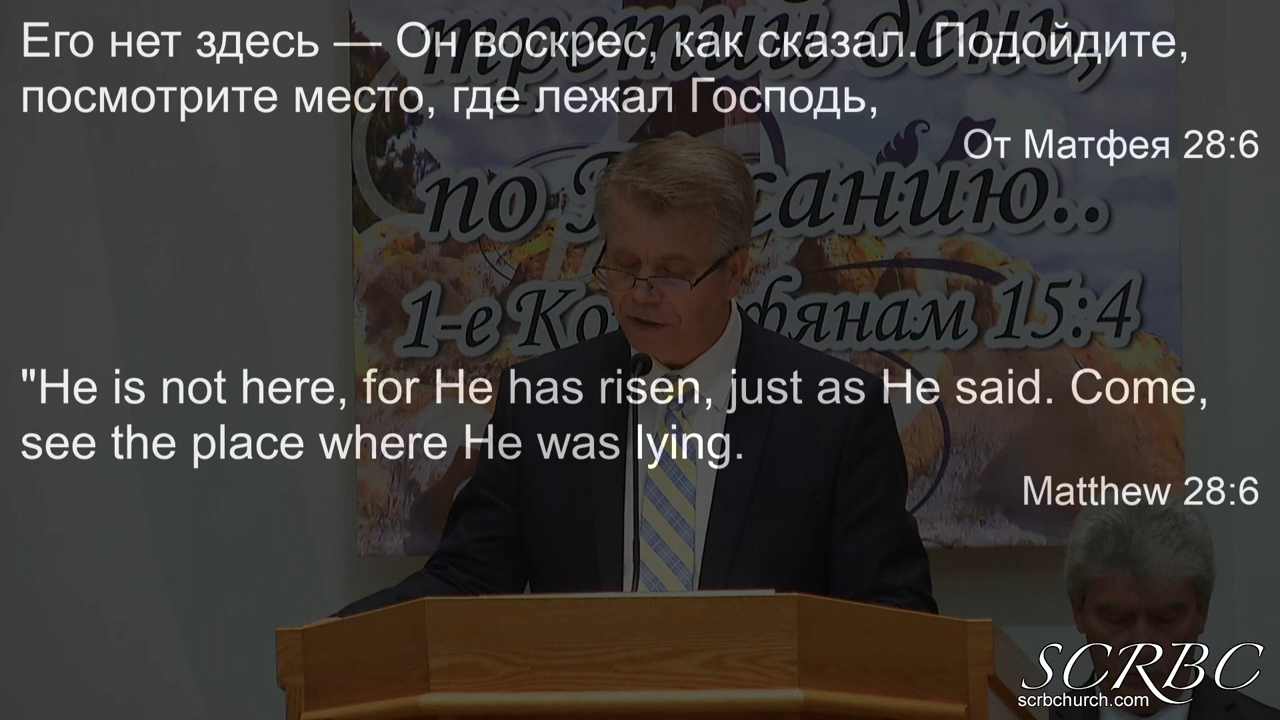 Его нет здесь — Он воскрес, как сказал. Подойдите,
посмотрите место, где лежал Господь,
От Матфея 28:6
третий день,
по санию..
1-е Ко фянам 15:4
"He is not here, for He has risen, just as He said. Come,
see the place where He was lying.
Matthew 28:6
SCRBC
scrbchurch.com